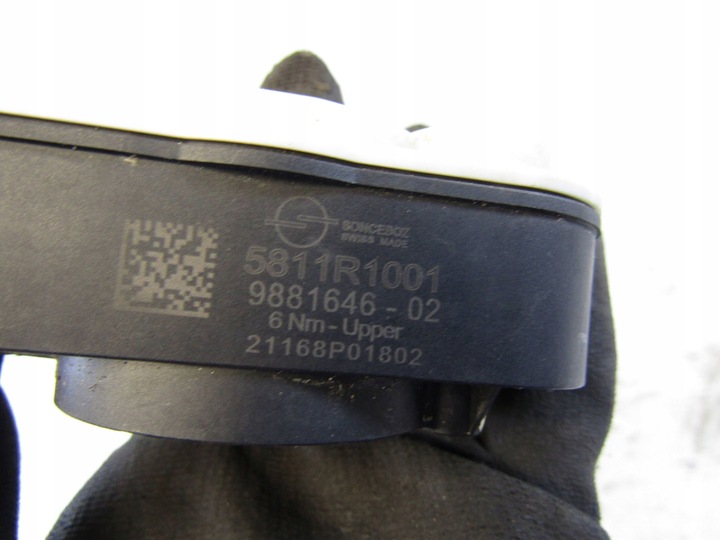 SONCEBOZ
SWISS MADE
5811R1001
9881646-02
6 Nm-Upper
21168P01802